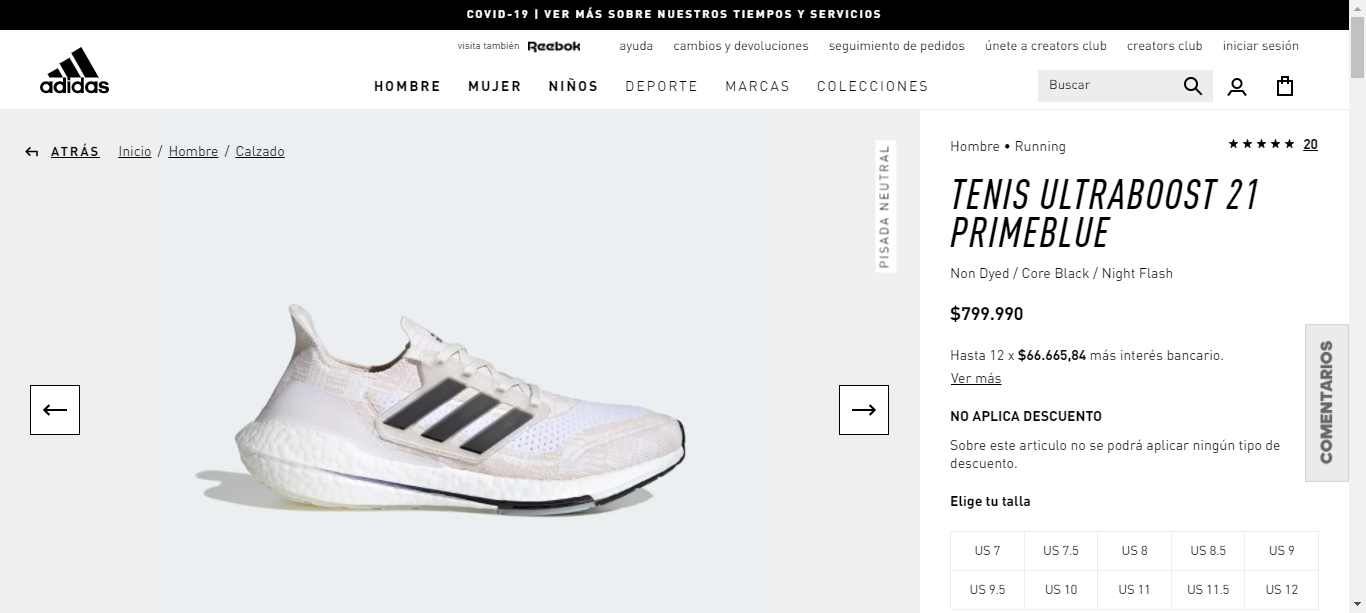 COVID-19 | VER MÁS SOBRE NUESTROS TIEMPOS Y SERVICIOS
visita también Reebok ayuda cambios y devoluciones seguimiento de pedidos únete a creators club creators club iniciar sesión
adidas
HOMBRE MUJER NIÑOS DEPORTE MARCAS COLECCIONES
Buscar
ATRÁS Inicio / Hombre / Calzado
PISADA NEUTRAL
Hombre • Running ★★★★★ 20
TENIS ULTRABOOST 21
PRIMEBLUE
Non Dyed / Core Black / Night Flash
$799.990
Hasta 12 x $66.665,84 más interés bancario.
Ver más
NO APLICA DESCUENTO
Sobre este articulo no se podrá aplicar ningún tipo de
descuento.
COMENTARIOS
Elige tu talla
US 7 US 7.5 US 8 US 8.5 US 9
US 9.5 US 10 US 11 US 11.5 US 12